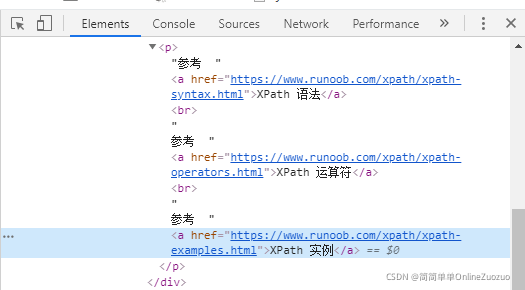 Elements Console Sources Network Performance »
▼<p>
"参考 "
<a href="https://www.runoob.com/xpath/xpath-
syntax.html">XPath 语法</a>
<br>
"
参考 "
<a href="https://www.runoob.com/xpath/xpath-
operators.html">XPath 运算符</a>
<br>
"
参考 "
<a href="https://www.runoob.com/xpath/xpath-
examples.html">XPath 实例</a> == $0
</p>
</div>
CSDN @简简单单OnlineZuozuo